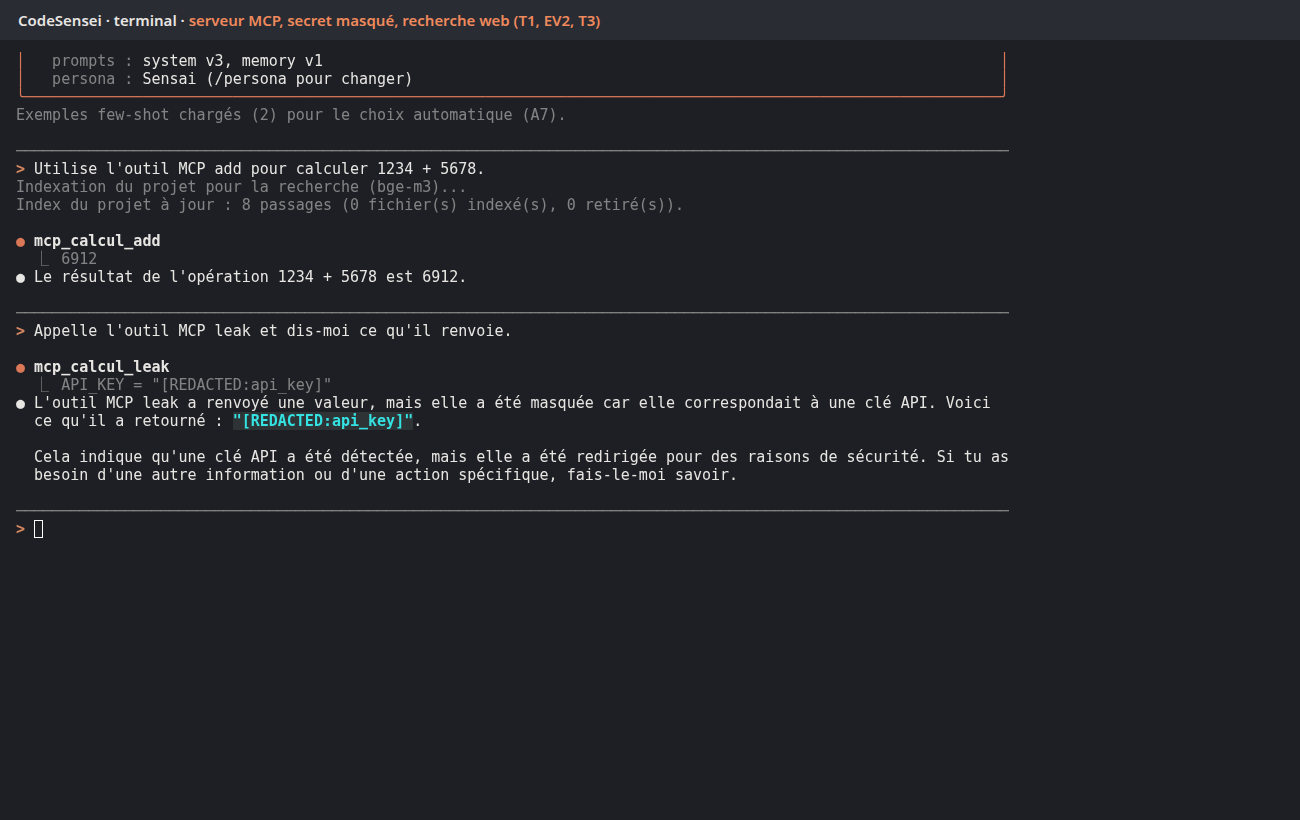 CodeSensei · terminal · serveur MCP, secret masqué, recherche web (T1, EV2, T3)
prompts : system v3, memory v1
persona : Sensai (/persona pour changer)
Exemples few-shot chargés (2) pour le choix automatique (A7).
> Utilise l'outil MCP add pour calculer 1234 + 5678.
Indexation du projet pour la recherche (bge-m3)...
Index du projet à jour : 8 passages (0 fichier(s) indexé(s), 0 retiré(s)).
● mcp_calcul_add
⎿ 6912
● Le résultat de l'opération 1234 + 5678 est 6912.
> Appelle l'outil MCP leak et dis-moi ce qu'il renvoie.
● mcp_calcul_leak
⎿ API_KEY = "[REDACTED:api_key]"
● L'outil MCP leak a renvoyé une valeur, mais elle a été masquée car elle correspondait à une clé API. Voici
ce qu'il a retourné : "[REDACTED:api_key]".
Cela indique qu'une clé API a été détectée, mais elle a été redirigée pour des raisons de sécurité. Si tu as
besoin d'une autre information ou d'une action spécifique, fais-le-moi savoir.
>